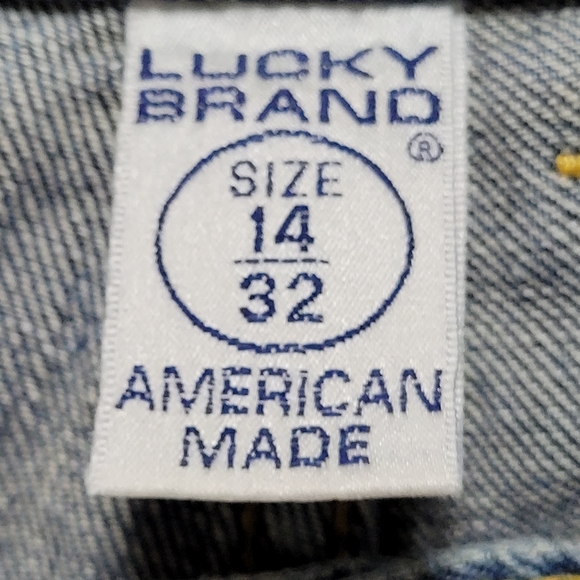 LUCKY
BRAND
®
SIZE
14
32
AMERICAN
MADE